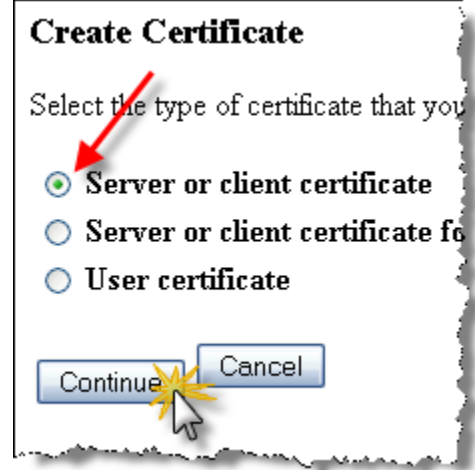 Create Certificate
Select the type of certificate that you
Server or client certificate
Server or client certificate fo
User certificate
Continue Cancel